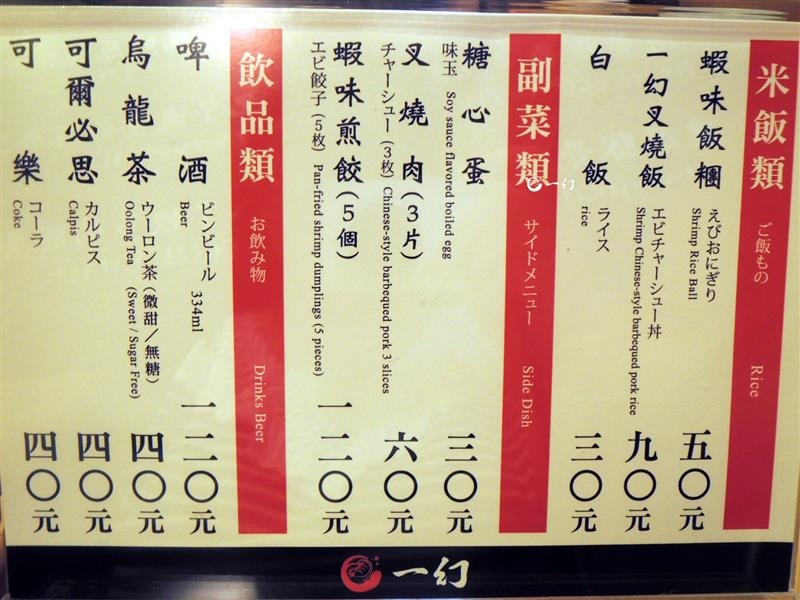 米飯類 ご飯もの Rice
蝦味飯糰
えびおにぎり
Shrimp Rice Ball
五〇元
一幻叉燒飯
エビチャーシュー丼
Shrimp Chinese-style barbequed pork rice
九〇元
白飯
ライス
rice
三〇元
副菜類 サイドメニュー Side Dish
糖心蛋
味玉 Soy sauce flavored boiled egg
三〇元
叉燒肉(3片)
チャーシュー(3枚) Chinese-style barbequed pork 3 slices
六〇元
蝦味煎餃(5個)
エビ餃子(5枚) Pan-fried shrimp dumplings (5 pieces)
一二〇元
飲品類 お飲み物 Drinks Beer
啤酒
ビンビール 334ml
Beer
一二〇元
烏龍茶
ウーロン茶(微甜/無糖)
Oolong Tea (Sweet / Sugar Free)
四〇元
可爾必思
カルピス
Calpis
四〇元
可樂
コーラ
Coke
四〇元
一幻
一幻